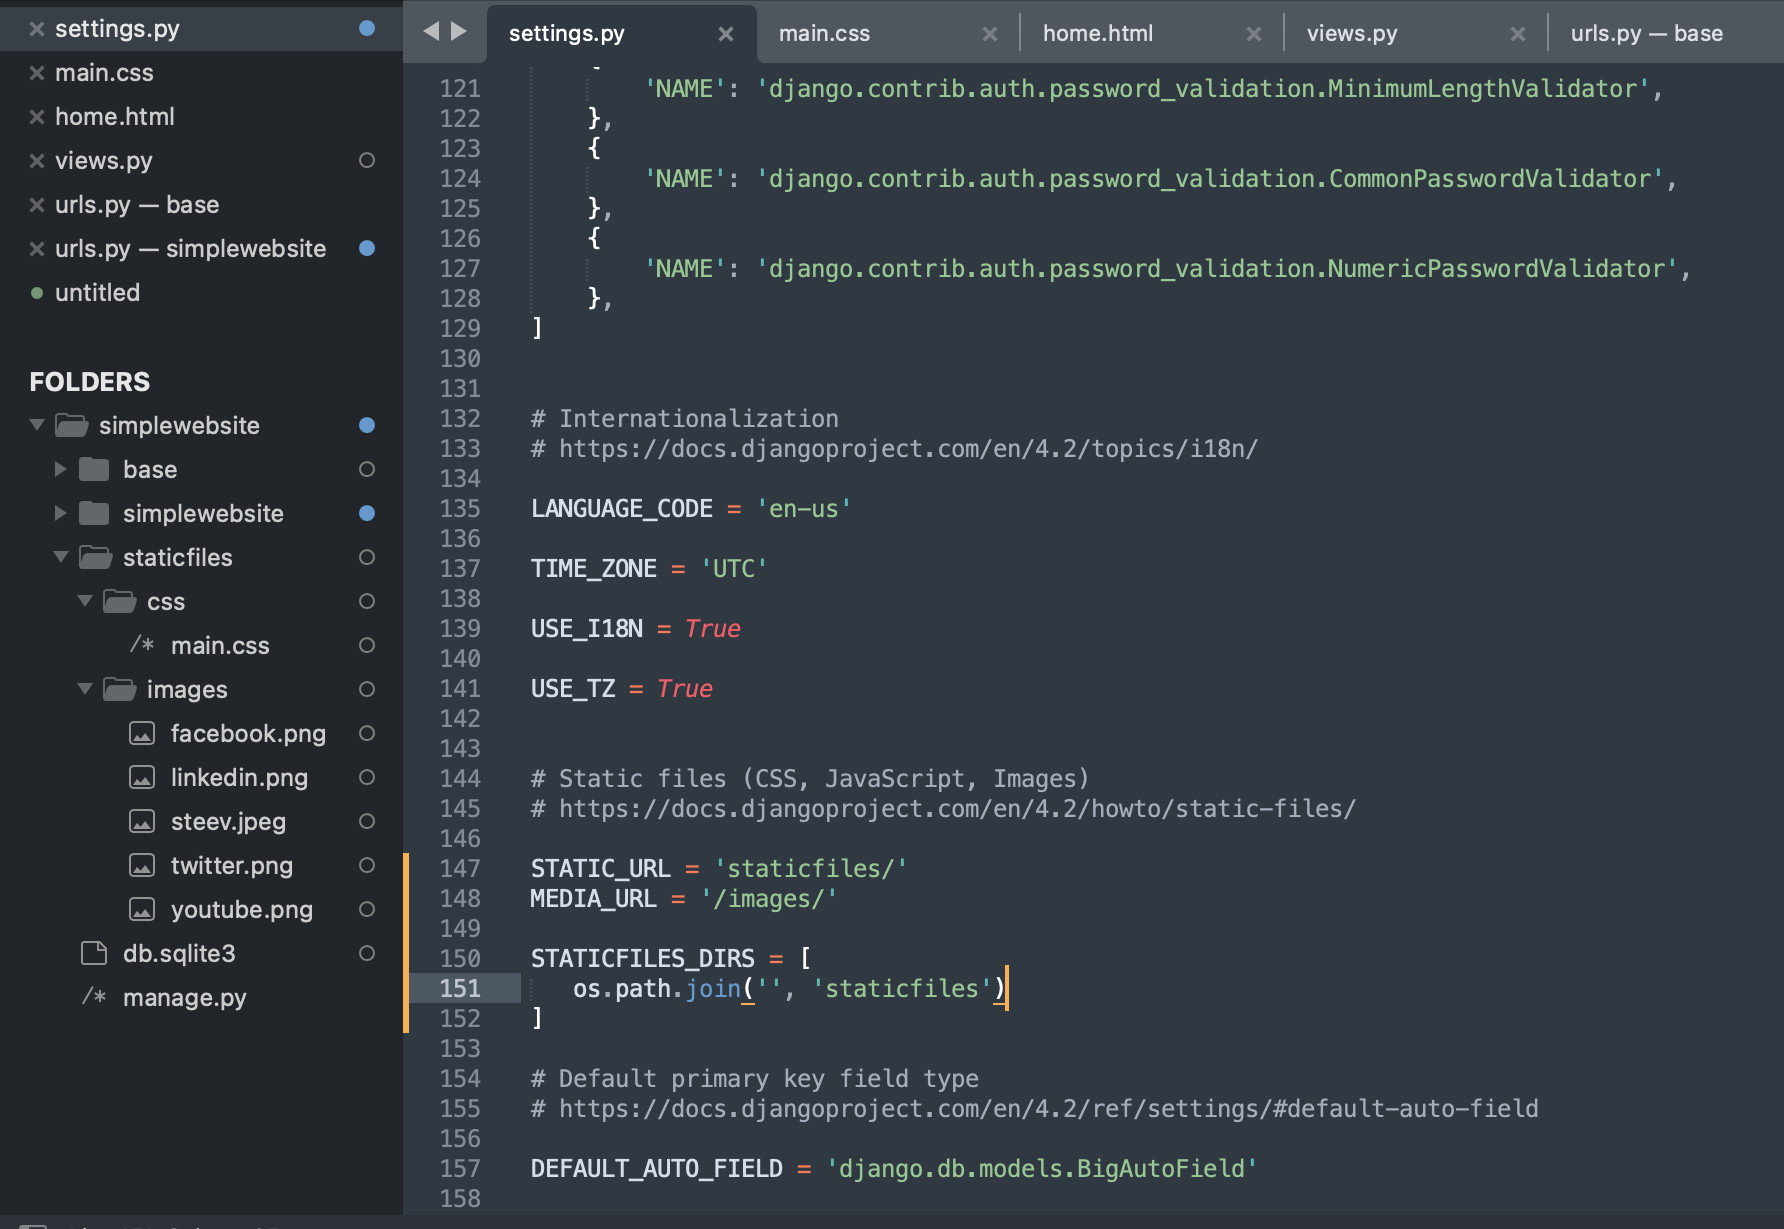 settings.py
main.css
home.html
views.py
urls.py — base
urls.py — simplewebsite
untitled
FOLDERS
simplewebsite
base
simplewebsite
staticfiles
css
/* main.css
images
facebook.png
linkedin.png
steev.jpeg
twitter.png
youtube.png
db.sqlite3
/* manage.py
settings.py main.css home.html views.py urls.py — base
121 'NAME': 'django.contrib.auth.password_validation.MinimumLengthValidator',
122 },
123 {
124 'NAME': 'django.contrib.auth.password_validation.CommonPasswordValidator',
125 },
126 {
127 'NAME': 'django.contrib.auth.password_validation.NumericPasswordValidator',
128 },
129 ]
130
131
132 # Internationalization
133 # https://docs.djangoproject.com/en/4.2/topics/i18n/
134
135 LANGUAGE_CODE = 'en-us'
136
137 TIME_ZONE = 'UTC'
138
139 USE_I18N = True
140
141 USE_TZ = True
142
143
144 # Static files (CSS, JavaScript, Images)
145 # https://docs.djangoproject.com/en/4.2/howto/static-files/
146
147 STATIC_URL = 'staticfiles/'
148 MEDIA_URL = '/images/'
149
150 STATICFILES_DIRS = [
151 os.path.join('', 'staticfiles')
152 ]
153
154 # Default primary key field type
155 # https://docs.djangoproject.com/en/4.2/ref/settings/#default-auto-field
156
157 DEFAULT_AUTO_FIELD = 'django.db.models.BigAutoField'
158